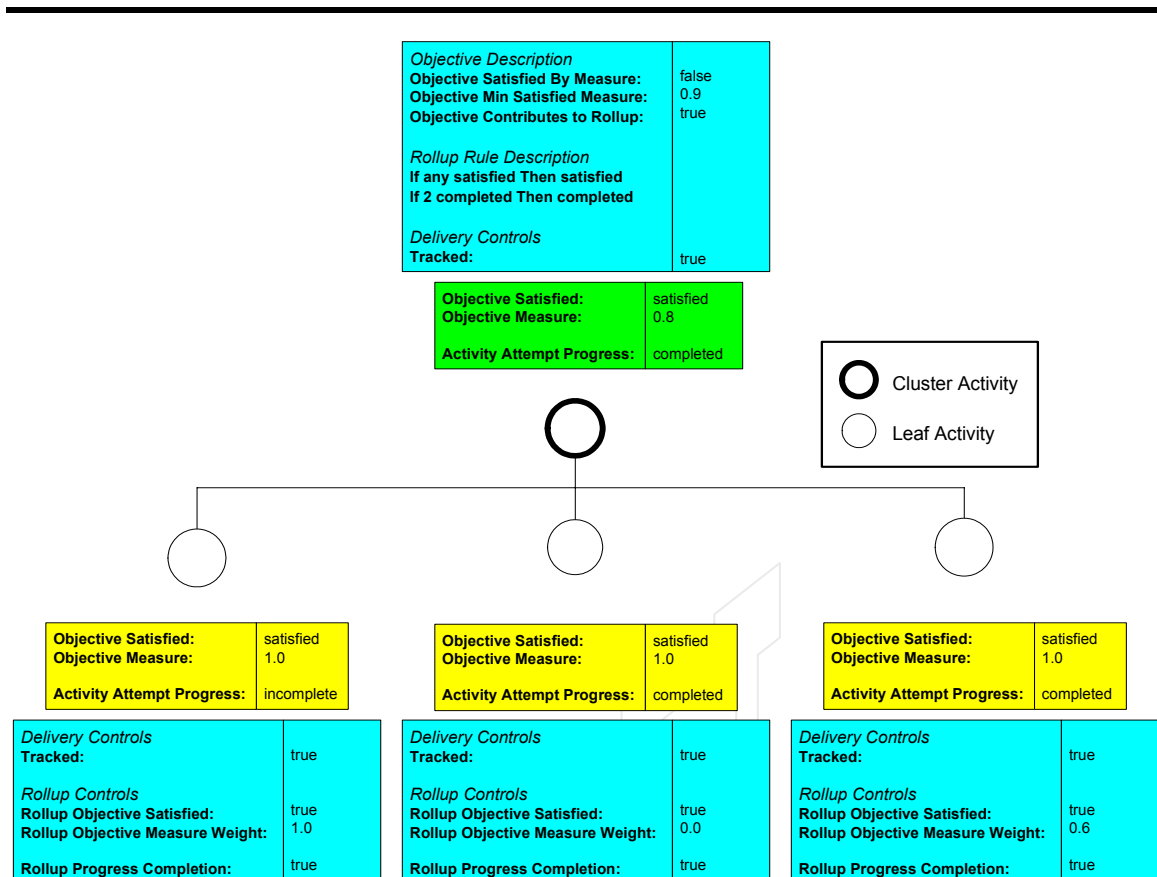 Objective Description
Objective Satisfied By Measure: false
Objective Min Satisfied Measure: 0.9
Objective Contributes to Rollup: true
Rollup Rule Description
If any satisfied Then satisfied
If 2 completed Then completed
Delivery Controls
Tracked: true
Objective Satisfied: satisfied
Objective Measure: 0.8
Activity Attempt Progress: completed
Cluster Activity
Leaf Activity
Objective Satisfied: satisfied
Objective Measure: 1.0
Activity Attempt Progress: incomplete
Delivery Controls
Tracked: true
Rollup Controls
Rollup Objective Satisfied: true
Rollup Objective Measure Weight: 1.0
Rollup Progress Completion: true
Objective Satisfied: satisfied
Objective Measure: 1.0
Activity Attempt Progress: completed
Delivery Controls
Tracked: true
Rollup Controls
Rollup Objective Satisfied: true
Rollup Objective Measure Weight: 0.0
Rollup Progress Completion: true
Objective Satisfied: satisfied
Objective Measure: 1.0
Activity Attempt Progress: completed
Delivery Controls
Tracked: true
Rollup Controls
Rollup Objective Satisfied: true
Rollup Objective Measure Weight: 0.6
Rollup Progress Completion: true